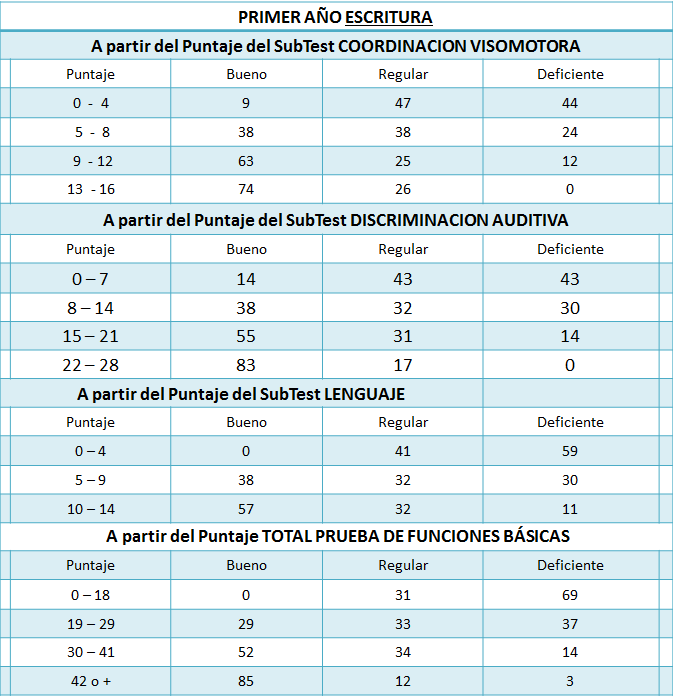 PRIMER AÑO ESCRITURA
A partir del Puntaje del SubTest COORDINACION VISOMOTORA
Puntaje Bueno Regular Deficiente
0 - 4 9 47 44
5 - 8 38 38 24
9 - 12 63 25 12
13 - 16 74 26 0
A partir del Puntaje del SubTest DISCRIMINACION AUDITIVA
Puntaje Bueno Regular Deficiente
0 – 7 14 43 43
8 – 14 38 32 30
15 – 21 55 31 14
22 – 28 83 17 0
A partir del Puntaje del SubTest LENGUAJE
Puntaje Bueno Regular Deficiente
0 – 4 0 41 59
5 – 9 38 32 30
10 – 14 57 32 11
A partir del Puntaje TOTAL PRUEBA DE FUNCIONES BÁSICAS
Puntaje Bueno Regular Deficiente
0 – 18 0 31 69
19 – 29 29 33 37
30 – 41 52 34 14
42 o + 85 12 3